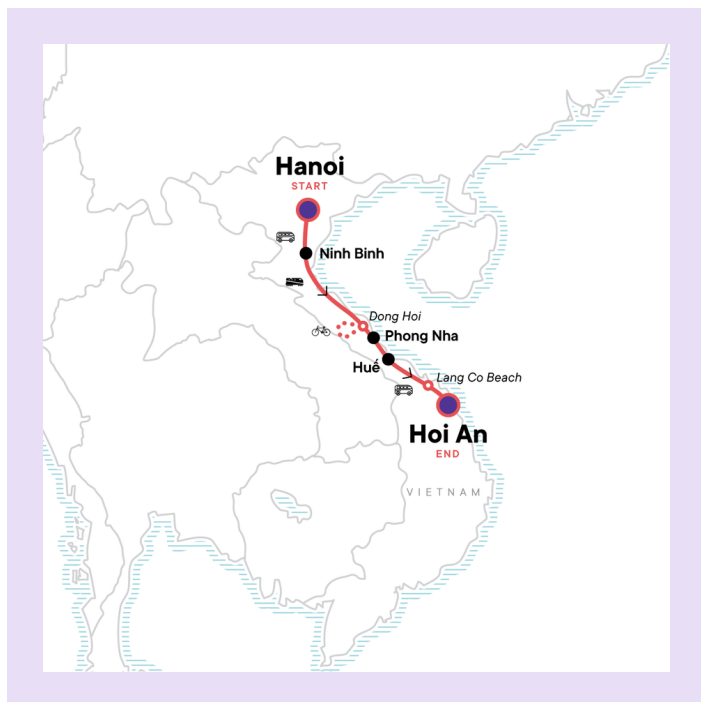 Hanoi
START
Ninh Binh
Dong Hoi
Phong Nha
Huế
Lang Co Beach
Hoi An
END
VIETNAM